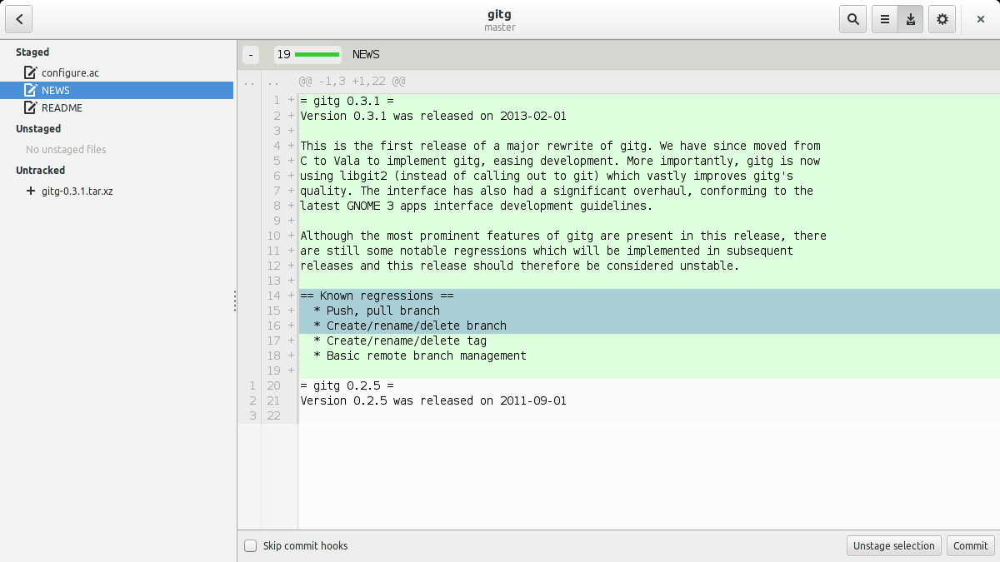 gitg
master
Staged
configure.ac
NEWS
README
Unstaged
No unstaged files
Untracked
+ gitg-0.3.1.tar.xz
- 19 NEWS
.. .. @@ -1,3 +1,22 @@
1 + = gitg 0.3.1 =
2 + Version 0.3.1 was released on 2013-02-01
3 +
4 + This is the first release of a major rewrite of gitg. We have since moved from
5 + C to Vala to implement gitg, easing development. More importantly, gitg is now
6 + using libgit2 (instead of calling out to git) which vastly improves gitg's
7 + quality. The interface has also had a significant overhaul, conforming to the
8 + latest GNOME 3 apps interface development guidelines.
9 +
10 + Although the most prominent features of gitg are present in this release, there
11 + are still some notable regressions which will be implemented in subsequent
12 + releases and this release should therefore be considered unstable.
13 +
14 + == Known regressions ==
15 + * Push, pull branch
16 + * Create/rename/delete branch
17 + * Create/rename/delete tag
18 + * Basic remote branch management
19 +
1 20 = gitg 0.2.5 =
2 21 Version 0.2.5 was released on 2011-09-01
3 22
Skip commit hooks
Unstage selection
Commit